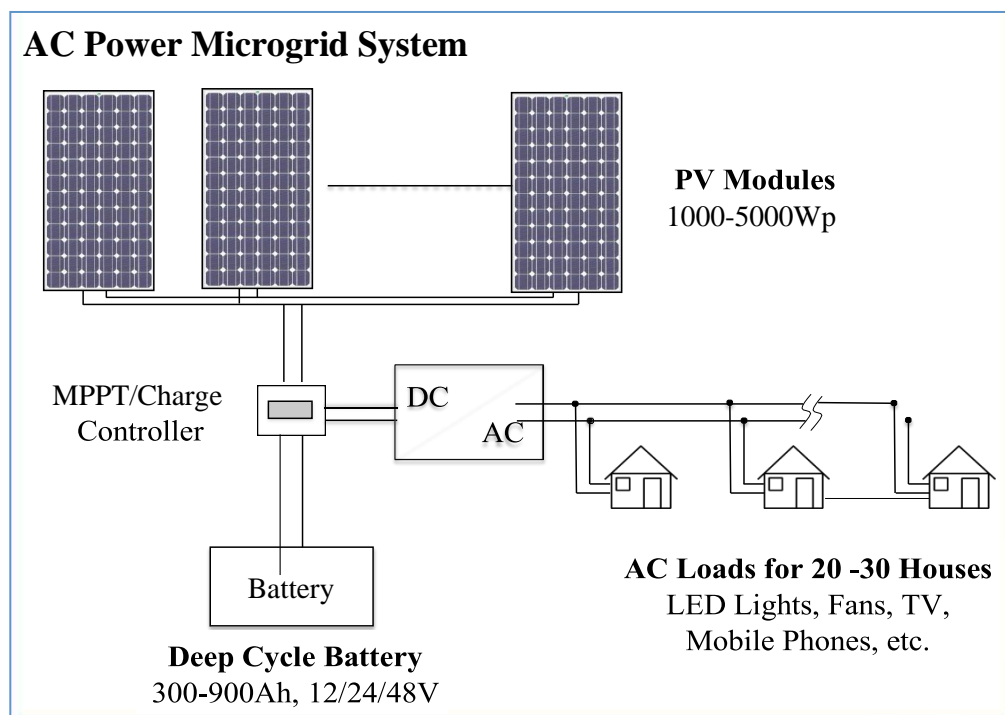 AC Power Microgrid System
PV Modules
1000-5000Wp
MPPT/Charge
Controller
DC
AC
Battery
AC Loads for 20 -30 Houses
LED Lights, Fans, TV,
Mobile Phones, etc.
Deep Cycle Battery
300-900Ah, 12/24/48V